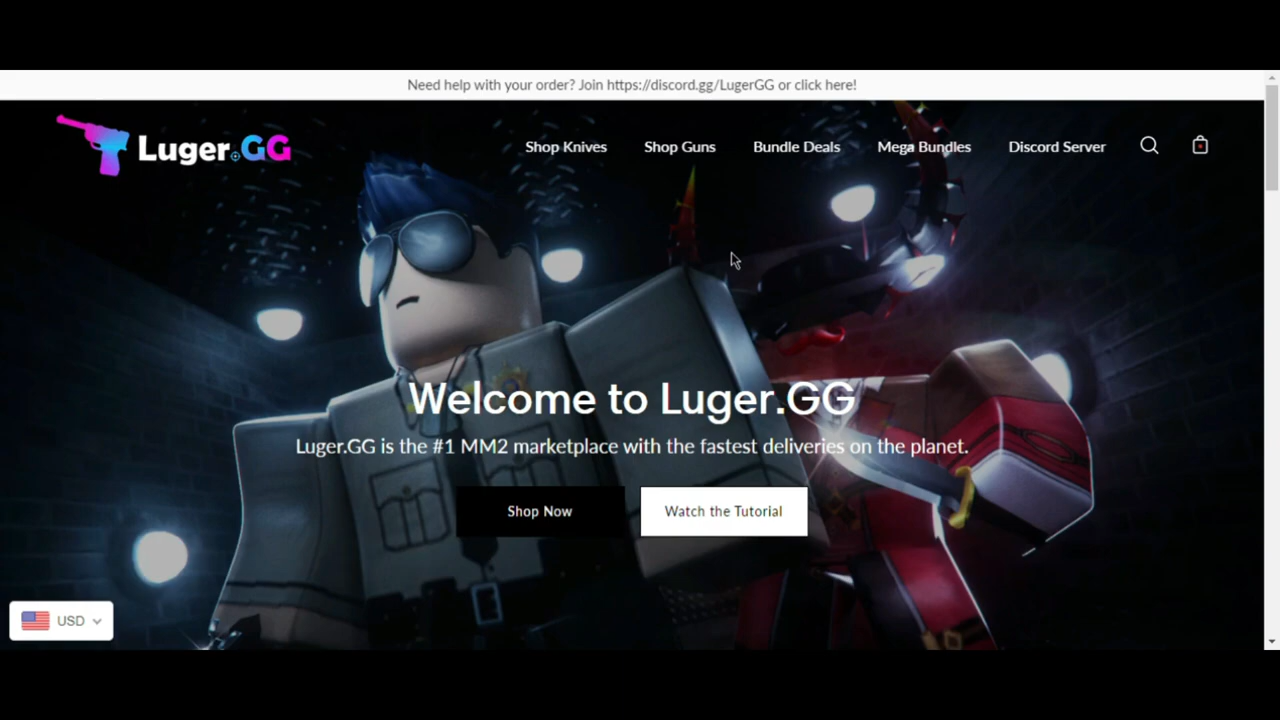 Need help with your order? Join https://discord.gg/LugerGG or click here!
Luger.GG
Shop Knives
Shop Guns
Bundle Deals
Mega Bundles
Discord Server
Welcome to Luger.GG
Luger.GG is the #1 MM2 marketplace with the fastest deliveries on the planet.
Shop Now
Watch the Tutorial
USD